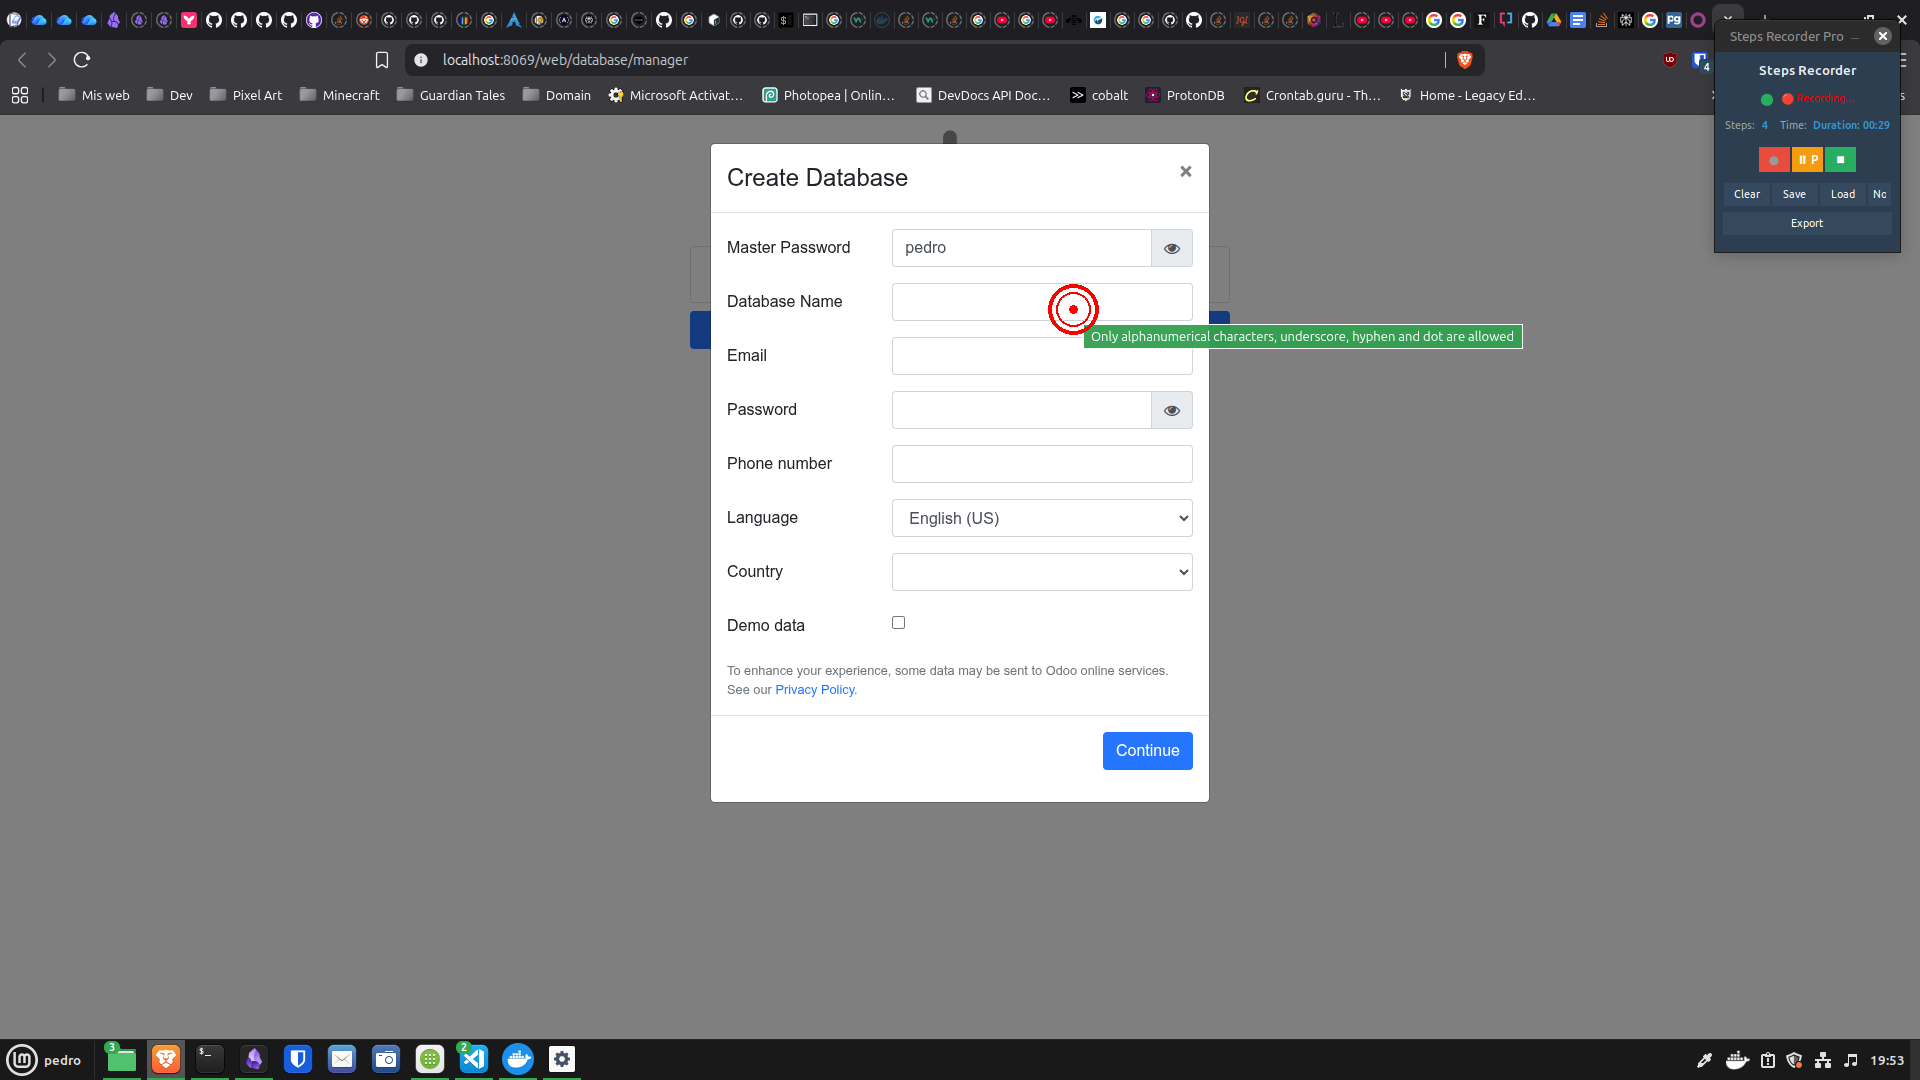 Steps Recorder Pro
localhost:8069/web/database/manager
4
Steps Recorder
Mis web
Dev
Pixel Art
Minecraft
Guardian Tales
Domain
Microsoft Activat...
Photopea | Onlin...
DevDocs API Doc...
cobalt
ProtonDB
Crontab.guru - Th...
Home - Legacy Ed...
Recording...
Steps: 4 Time: Duration: 00:29
P
Clear Save Load No
Export
Create Database
×
Master Password
pedro
Database Name
Only alphanumerical characters, underscore, hyphen and dot are allowed
Email
Password
Phone number
Language
English (US)
Country
Demo data
To enhance your experience, some data may be sent to Odoo online services.
See our Privacy Policy.
Continue
pedro
3
2
19:53